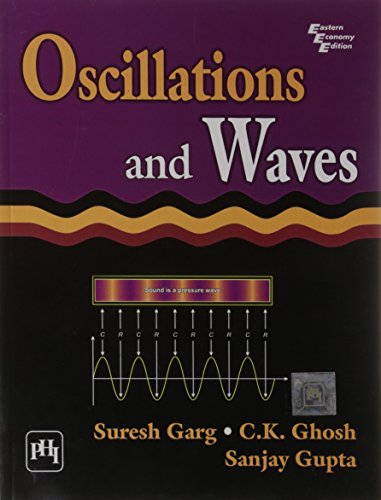 Eastern
Economy
Edition
Oscillations
and Waves
Sound is a pressure wave
C R C R C R C R
Suresh Garg • C.K. Ghosh
Sanjay Gupta
PHI